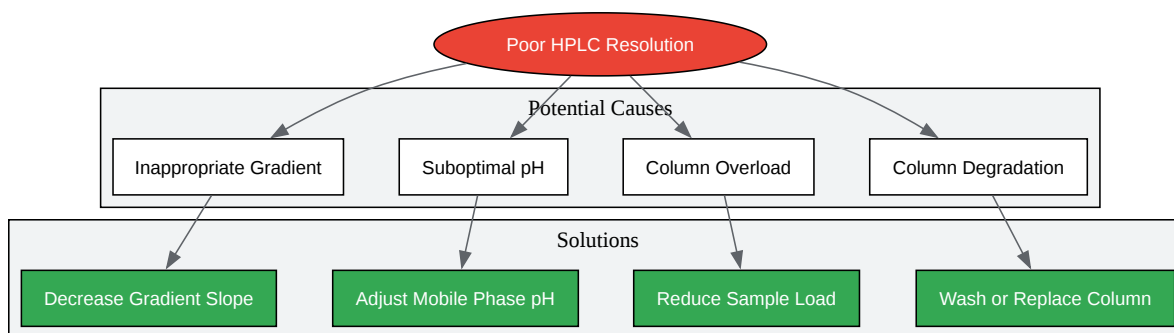 Poor HPLC Resolution
Potential Causes
Inappropriate Gradient
Suboptimal pH
Column Overload
Column Degradation
Solutions
Decrease Gradient Slope
Adjust Mobile Phase pH
Reduce Sample Load
Wash or Replace Column